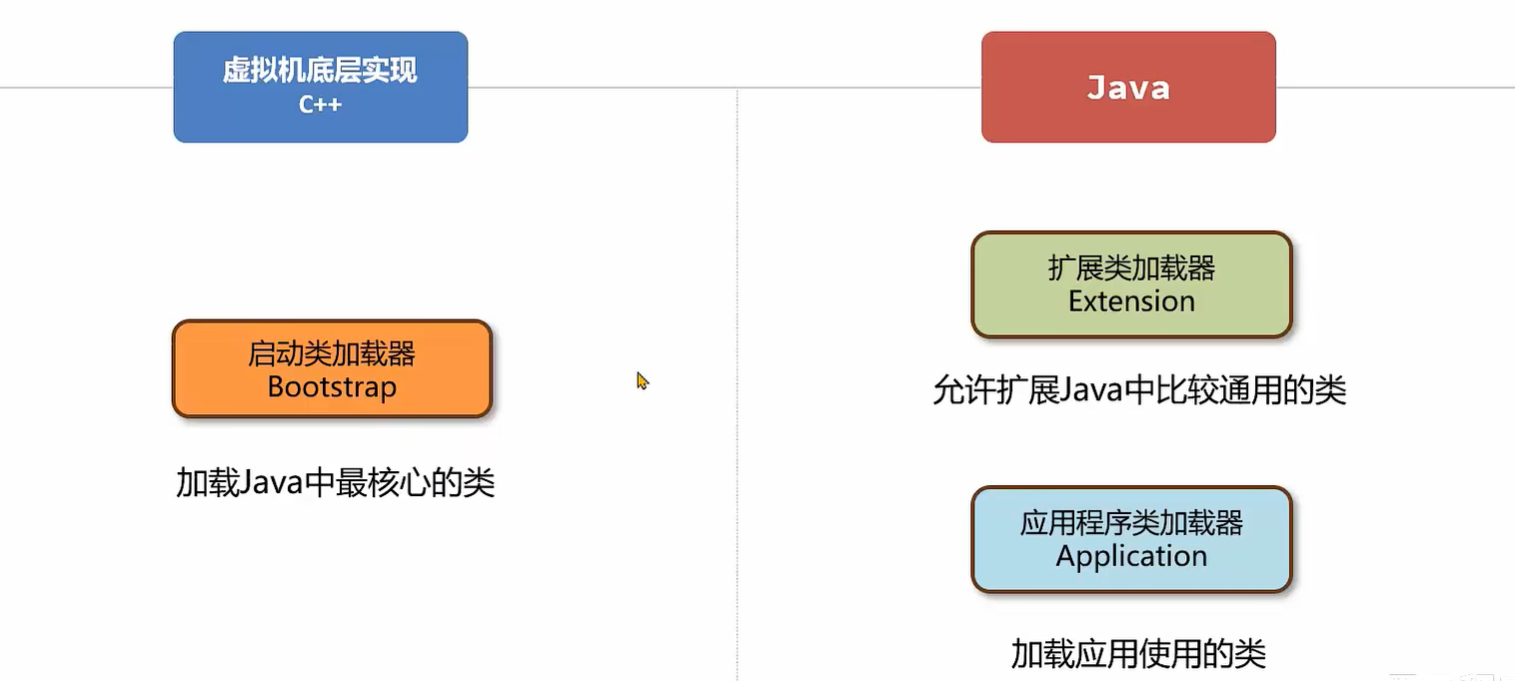 虚拟机底层实现
C++
Java
启动类加载器
Bootstrap
加载Java中最核心的类
扩展类加载器
Extension
允许扩展Java中比较通用的类
应用程序类加载器
Application
加载应用使用的类